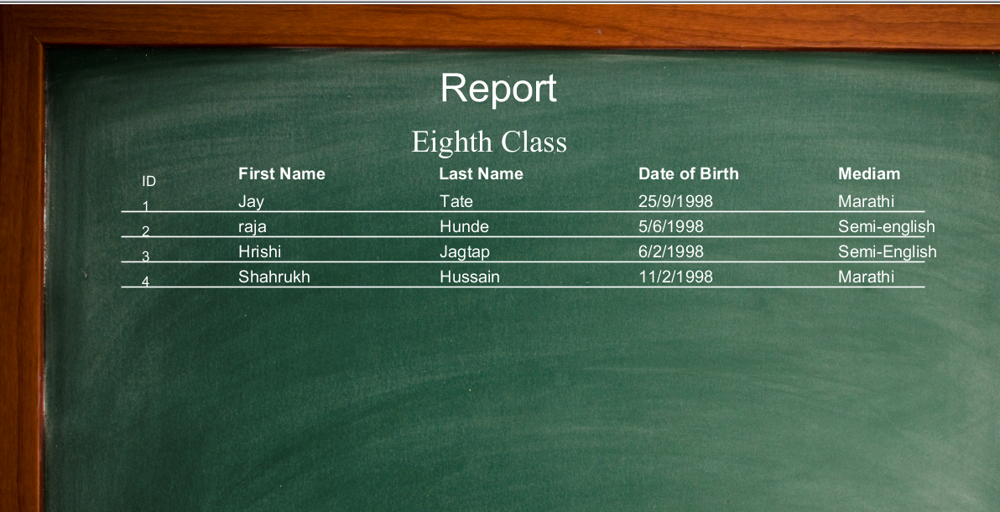 Report
Eighth Class
ID First Name Last Name Date of Birth Mediam
1 Jay Tate 25/9/1998 Marathi
2 raja Hunde 5/6/1998 Semi-english
3 Hrishi Jagtap 6/2/1998 Semi-English
4 Shahrukh Hussain 11/2/1998 Marathi